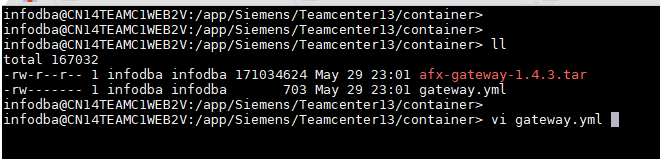 infodba@CN14TEAMC1WEB2V:/app/Siemens/Teamcenter13/container>
infodba@CN14TEAMC1WEB2V:/app/Siemens/Teamcenter13/container>
infodba@CN14TEAMC1WEB2V:/app/Siemens/Teamcenter13/container> ll
total 167032
-rw-r--r-- 1 infodba infodba 171034624 May 29 23:01 afx-gateway-1.4.3.tar
-rw------- 1 infodba infodba       703 May 29 23:01 gateway.yml
infodba@CN14TEAMC1WEB2V:/app/Siemens/Teamcenter13/container>
infodba@CN14TEAMC1WEB2V:/app/Siemens/Teamcenter13/container> vi gateway.yml